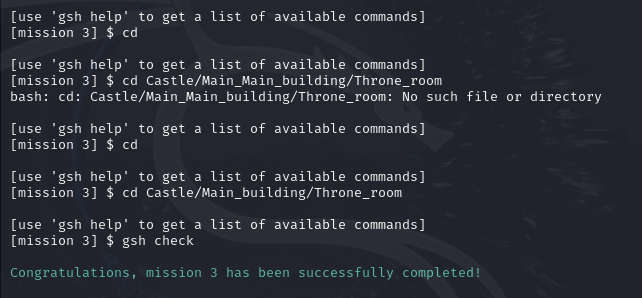 [use 'gsh help' to get a list of available commands]
[mission 3] $ cd
[use 'gsh help' to get a list of available commands]
[mission 3] $ cd Castle/Main_Main_building/Throne_room
bash: cd: Castle/Main_Main_building/Throne_room: No such file or directory
[use 'gsh help' to get a list of available commands]
[mission 3] $ cd
[use 'gsh help' to get a list of available commands]
[mission 3] $ cd Castle/Main_building/Throne_room
[use 'gsh help' to get a list of available commands]
[mission 3] $ gsh check
Congratulations, mission 3 has been successfully completed!